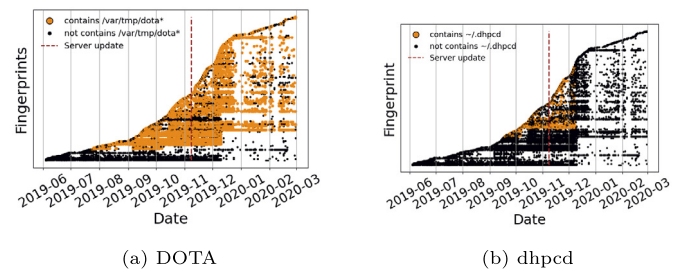 contains /var/tmp/dota*
not contains /var/tmp/dota*
Server update
Fingerprints
2019-06
2019-07
2019-08
2019-09
2019-10
2019-11
2019-12
2020-01
2020-02
2020-03
Date
(a) DOTA
contains ~/.dhpcd
not contains ~/.dhpcd
Server update
Fingerprint
2019-06
2019-07
2019-08
2019-09
2019-10
2019-11
2019-12
2020-01
2020-02
2020-03
Date
(b) dhpcd